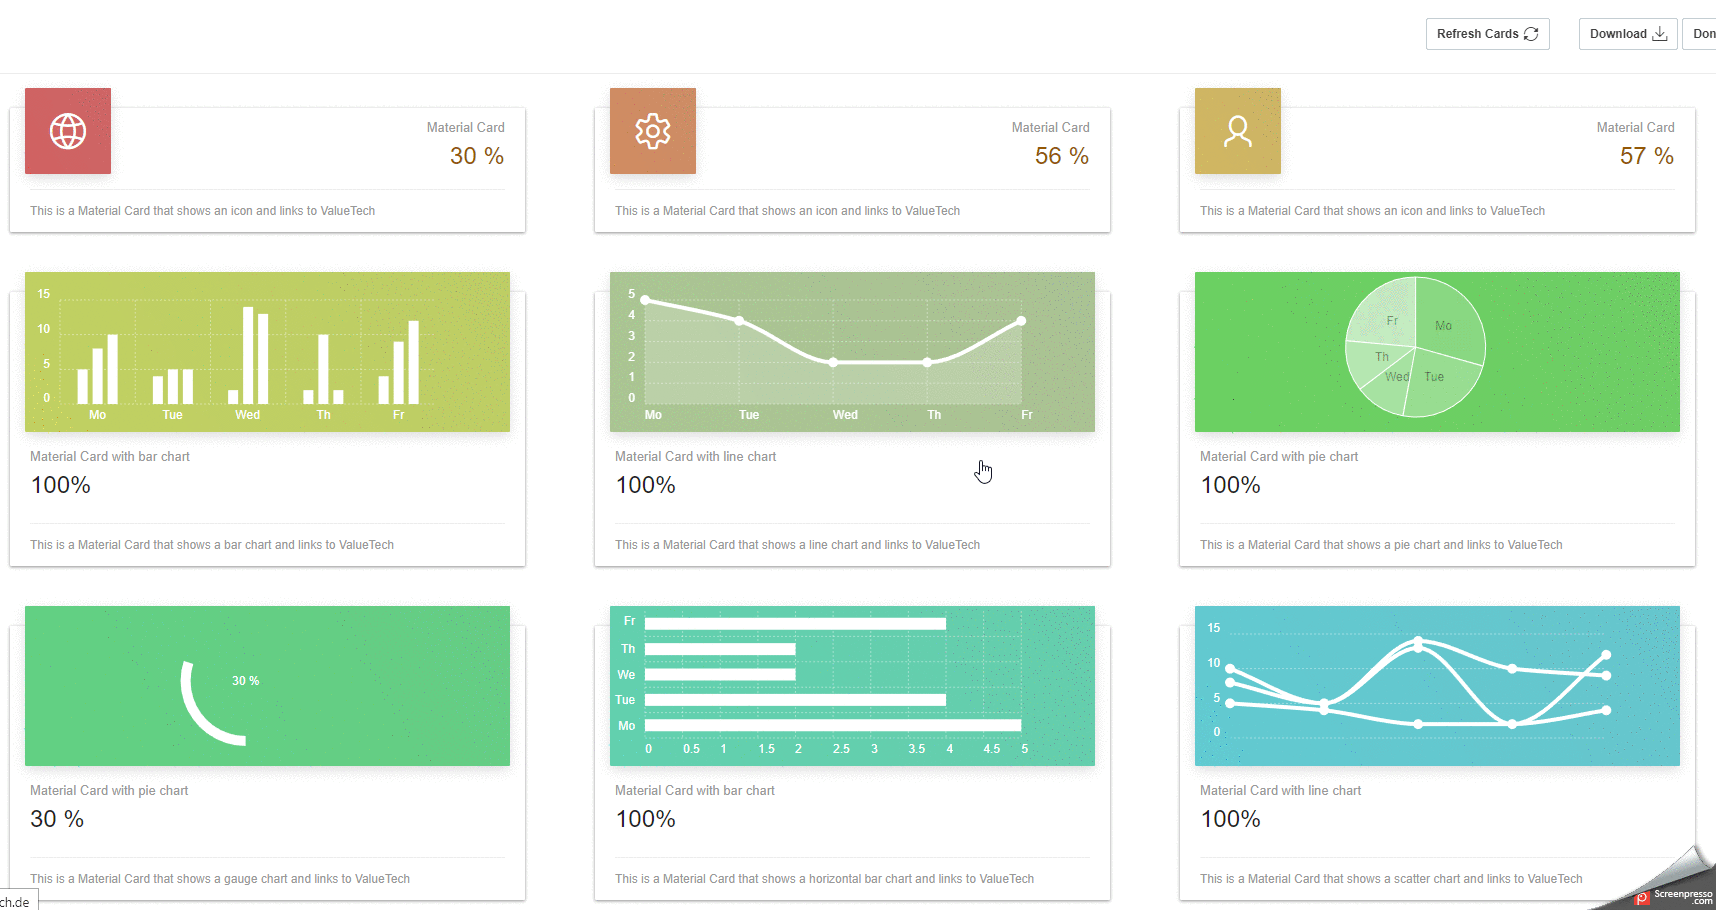 Refresh Cards
Download
Don
Material Card
30 %
This is a Material Card that shows an icon and links to ValueTech
Material Card
56 %
This is a Material Card that shows an icon and links to ValueTech
Material Card
57 %
This is a Material Card that shows an icon and links to ValueTech
15
10
5
0
Mo Tue Wed Th Fr
Material Card with bar chart
100%
This is a Material Card that shows a bar chart and links to ValueTech
5
4
3
2
1
0
Mo Tue Wed Th Fr
Material Card with line chart
100%
This is a Material Card that shows a line chart and links to ValueTech
Fr
Mo
Th
Wed
Tue
Material Card with pie chart
100%
This is a Material Card that shows a pie chart and links to ValueTech
30 %
Material Card with pie chart
30 %
This is a Material Card that shows a gauge chart and links to ValueTech
Fr
Th
We
Tue
Mo
0 0.5 1 1.5 2 2.5 3 3.5 4 4.5 5
Material Card with bar chart
100%
This is a Material Card that shows a horizontal bar chart and links to ValueTech
15
10
5
0
Material Card with line chart
100%
This is a Material Card that shows a scatter chart and links to ValueTech
ch.de
Screenpresso
.com